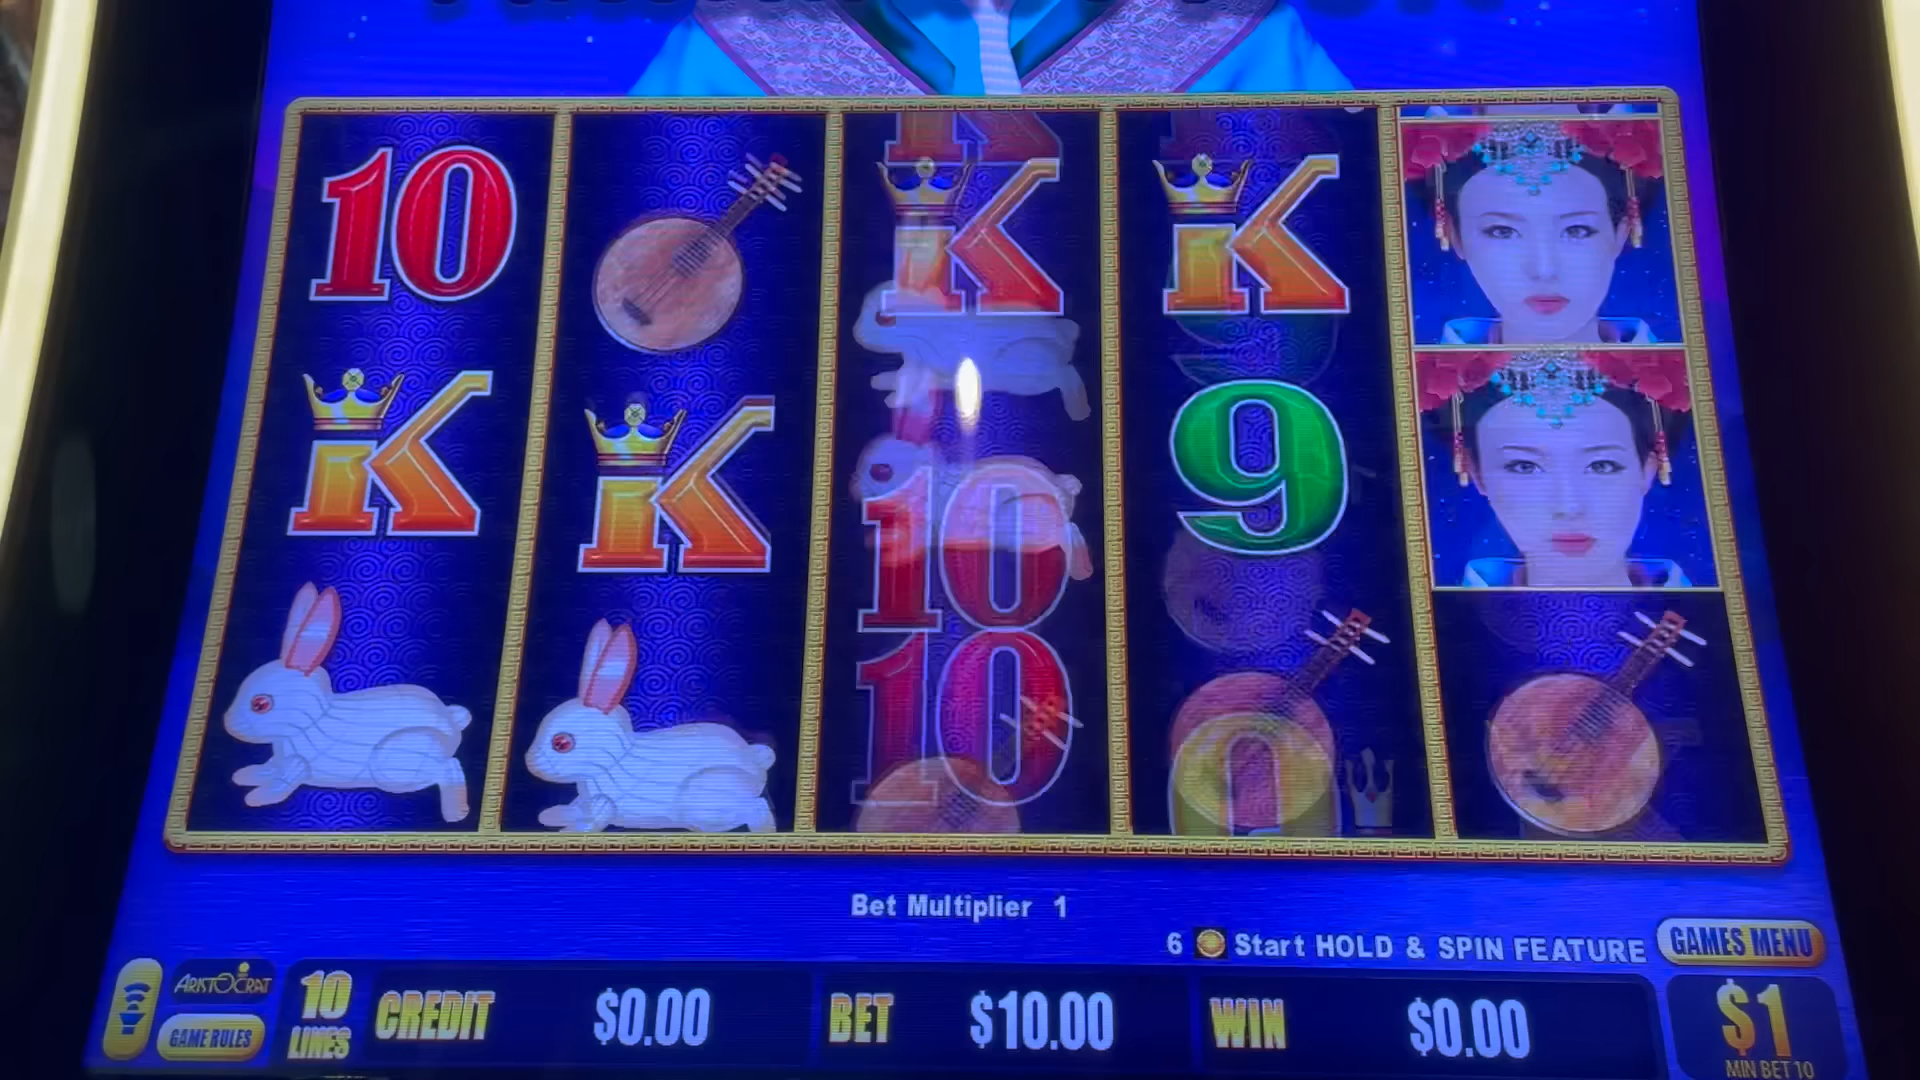 10 K K
K K 10 9
10
Bet Multiplier 1
6 Start HOLD & SPIN FEATURE
GAMES MENU
ARISTOCRAT
GAME RULES
10 LINES
CREDIT $0.00
BET $10.00
WIN $0.00
$1
MIN BET 10